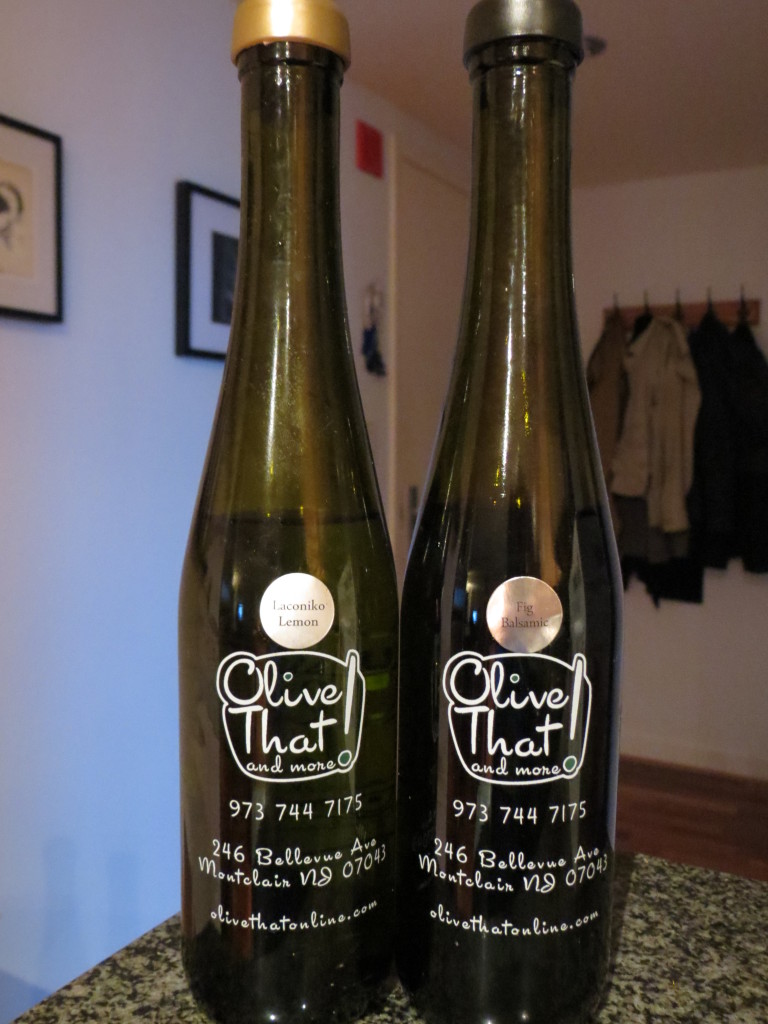 Laconiko
Lemon
Olive
That!
and more
973 744 7175
246 Bellevue Ave
Montclair NJ 07043
olivethatonline.com
Fig
Balsamic
Olive
That!
and more
973 744 7175
246 Bellevue Ave
Montclair NJ 07043
olivethatonline.com